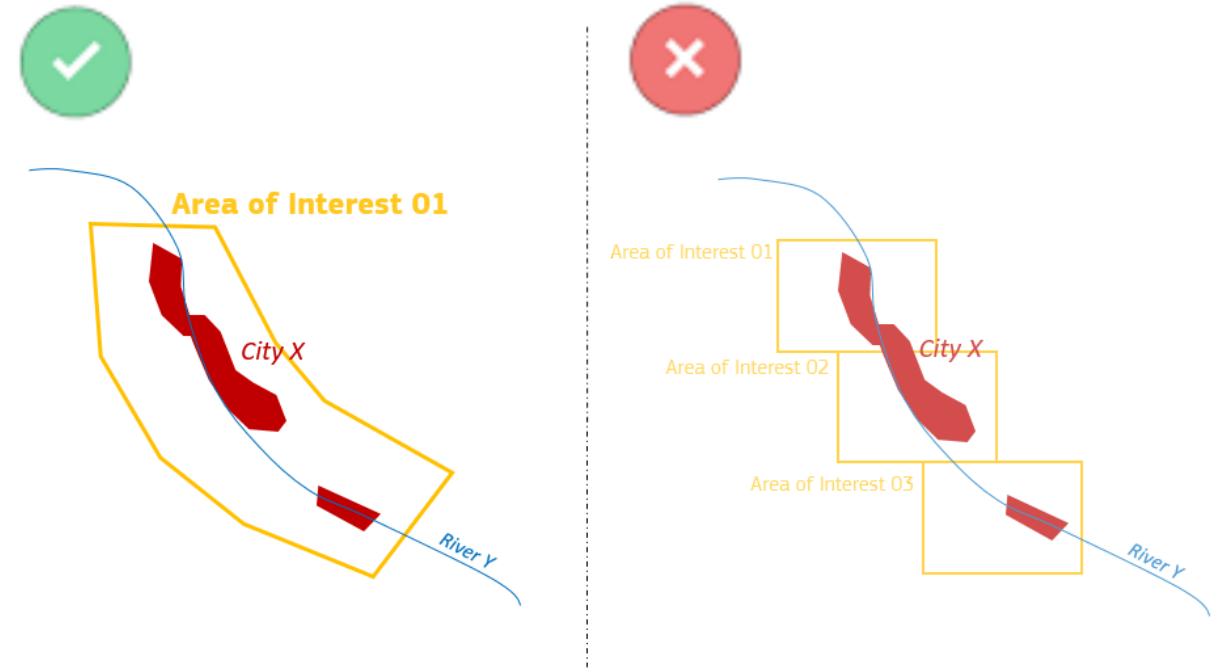 Area of Interest 01
City X
River Y
Area of Interest 01
City X
Area of Interest 02
Area of Interest 03
River Y